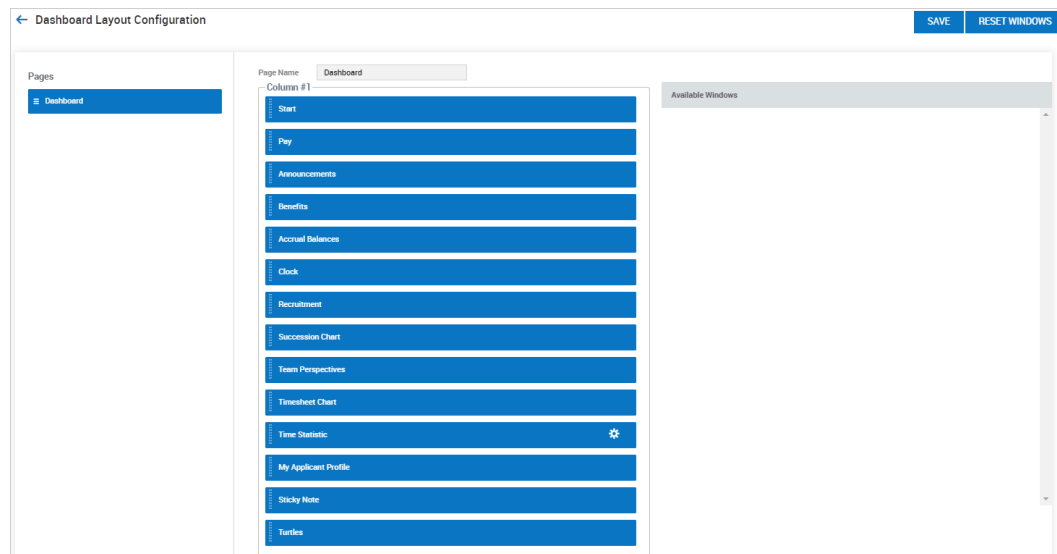 Dashboard Layout Configuration
SAVE
RESET WINDOWS
Pages
Dashboard
Page Name
Dashboard
Column #1
Start
Pay
Announcements
Benefits
Accrual Balances
Clock
Recruitment
Succession Chart
Team Perspectives
Timesheet Chart
Time Statistic
My Applicant Profile
Sticky Note
Turtles
Available Windows